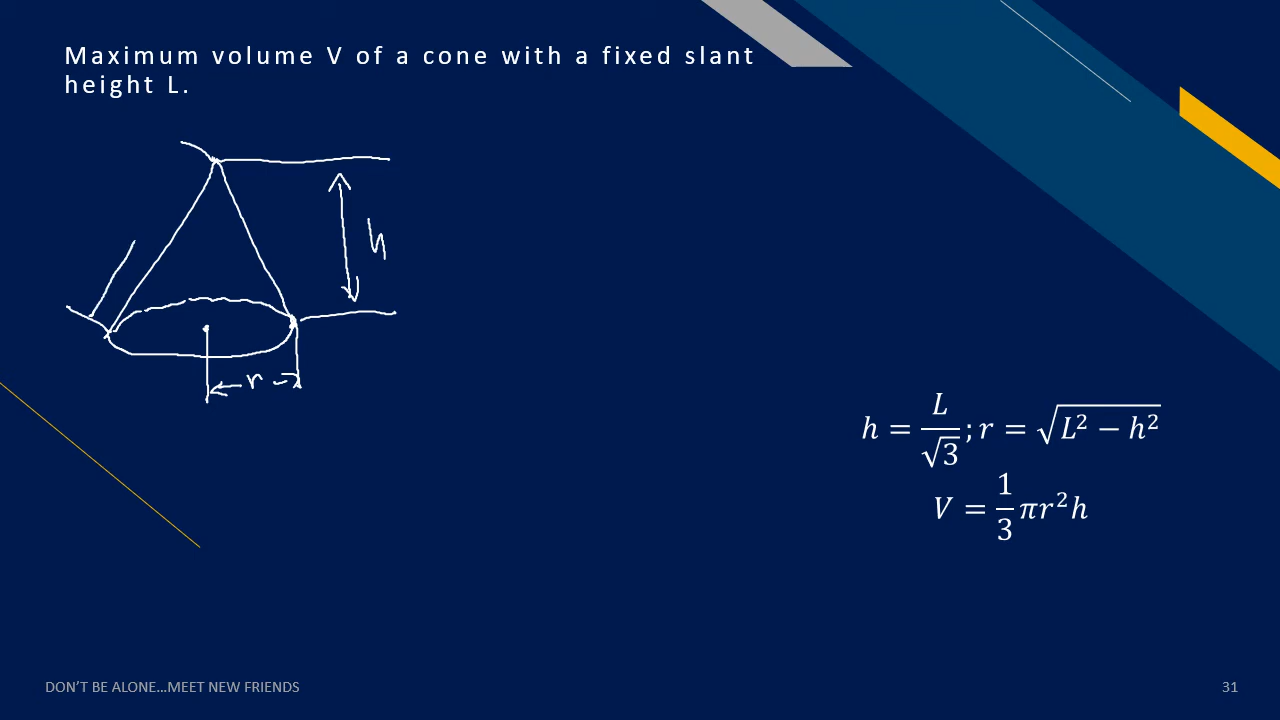 Maximum volume V of a cone with a fixed slant
height L.
h
r
h = L/√3; r = √(L² − h²)
V = 1/3 πr²h
DON'T BE ALONE…MEET NEW FRIENDS
31